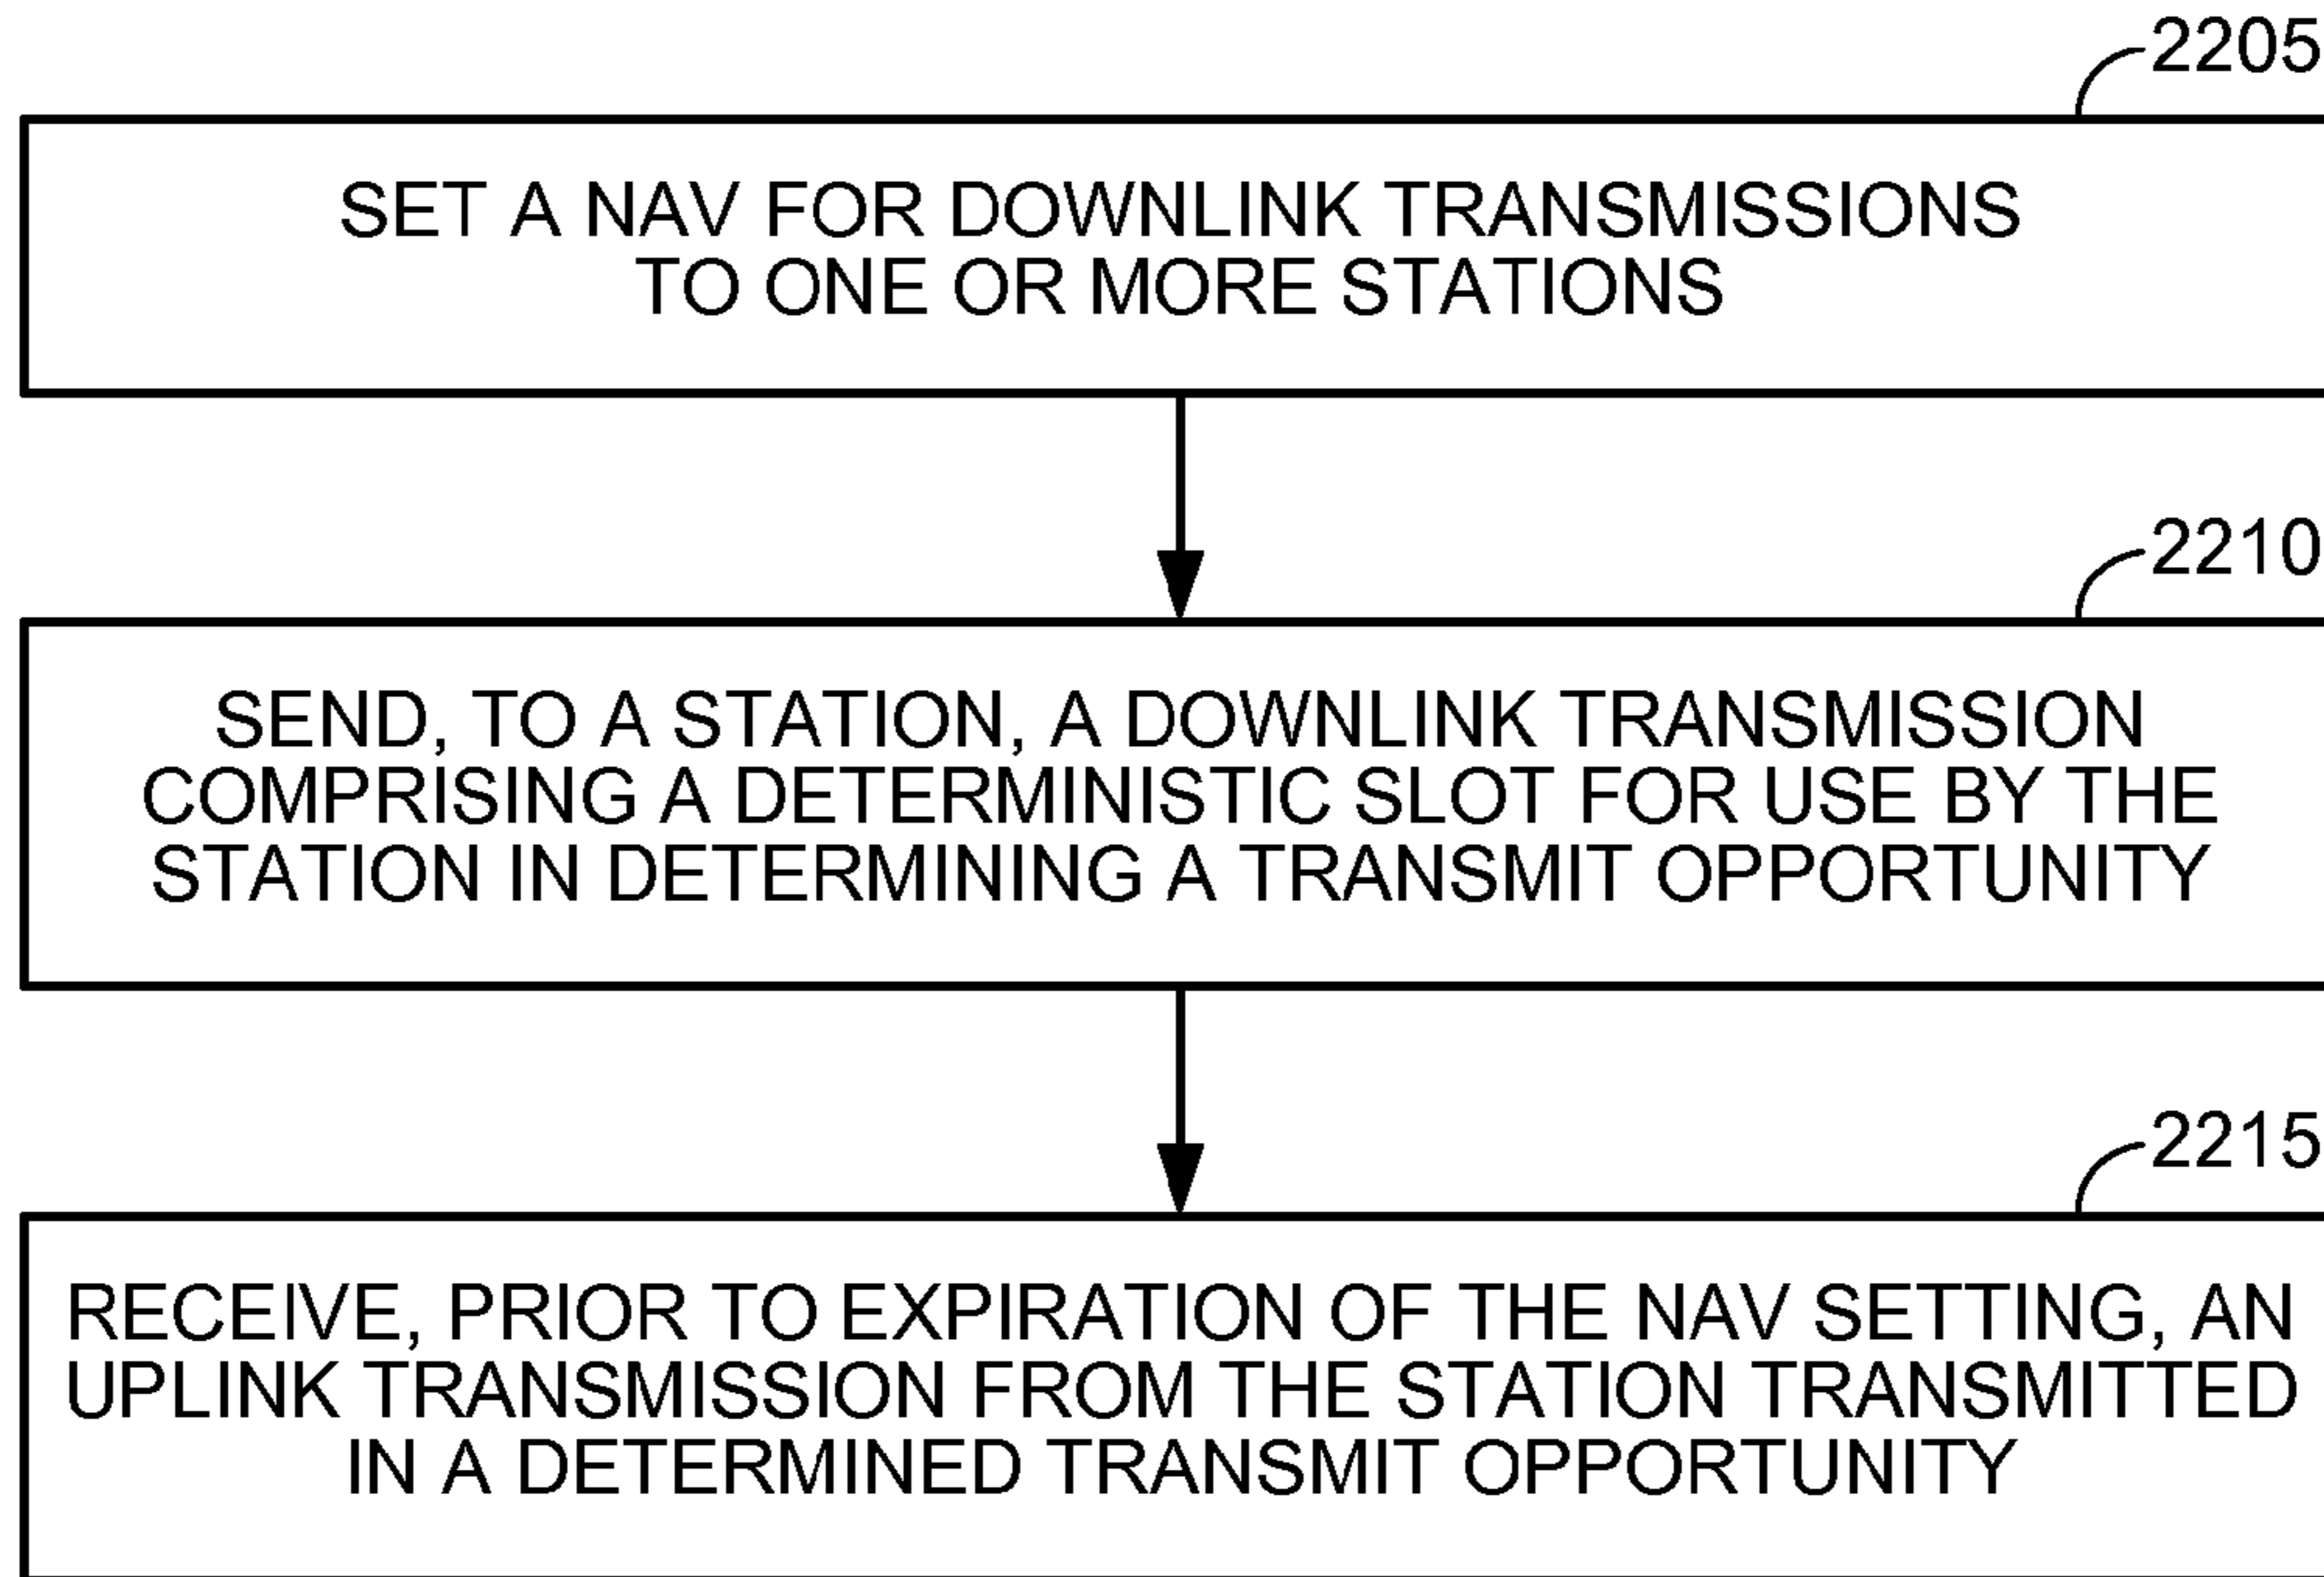 2205
SET A NAV FOR DOWNLINK TRANSMISSIONS
TO ONE OR MORE STATIONS
2210
SEND, TO A STATION, A DOWNLINK TRANSMISSION
COMPRISING A DETERMINISTIC SLOT FOR USE BY THE
STATION IN DETERMINING A TRANSMIT OPPORTUNITY
2215
RECEIVE, PRIOR TO EXPIRATION OF THE NAV SETTING, AN
UPLINK TRANSMISSION FROM THE STATION TRANSMITTED
IN A DETERMINED TRANSMIT OPPORTUNITY